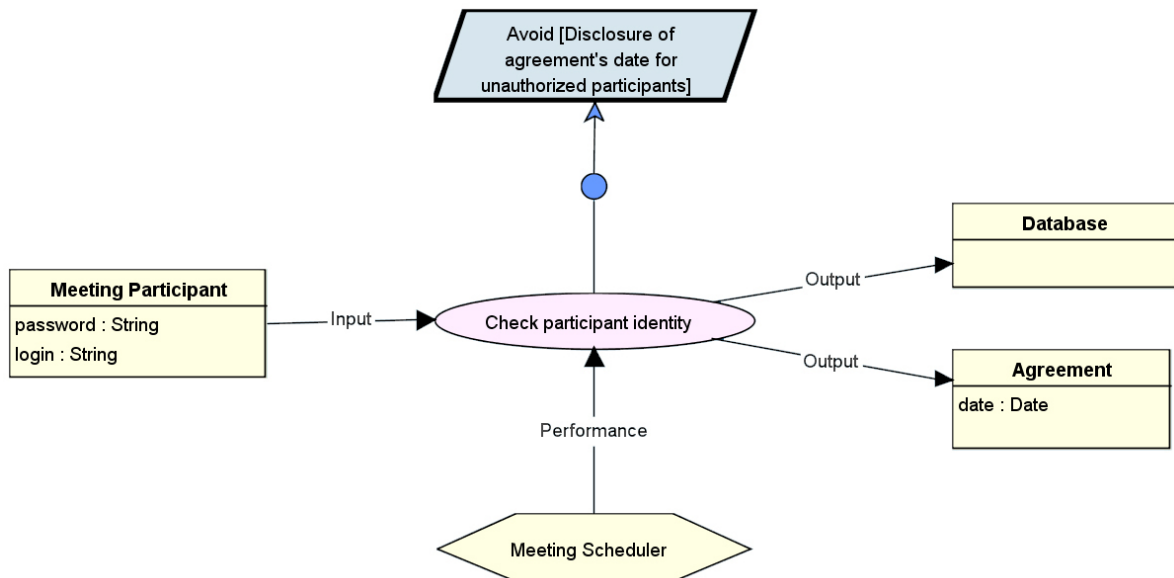 Avoid [Disclosure of
agreement's date for
unauthorized participants]
Database
Output
Meeting Participant
password : String
login : String
Input
Check participant identity
Output
Agreement
date : Date
Performance
Meeting Scheduler